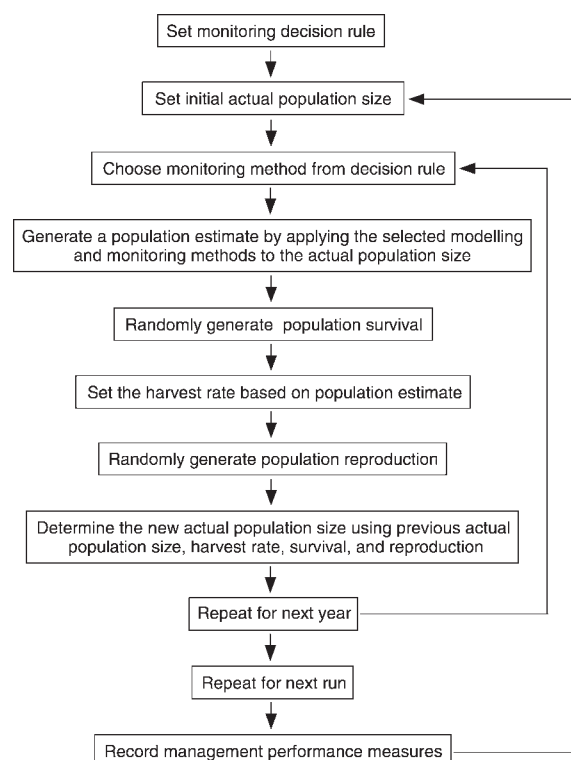 Set monitoring decision rule
Set initial actual population size
Choose monitoring method from decision rule
Generate a population estimate by applying the selected modelling
and monitoring methods to the actual population size
Randomly generate population survival
Set the harvest rate based on population estimate
Randomly generate population reproduction
Determine the new actual population size using previous actual
population size, harvest rate, survival, and reproduction
Repeat for next year
Repeat for next run
Record management performance measures